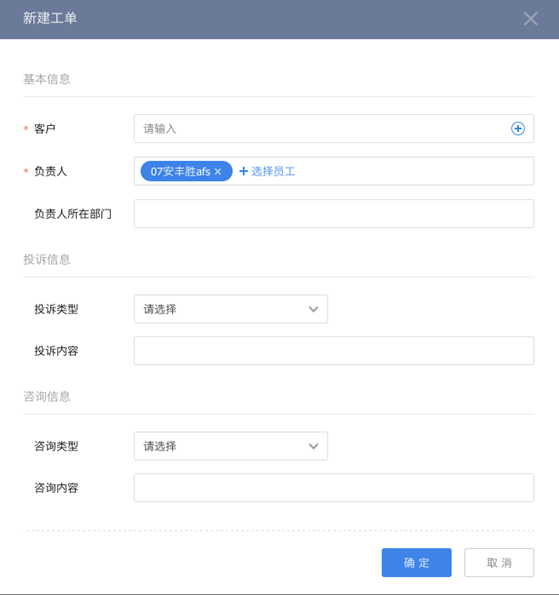 新建工单
基本信息
* 客户 请输入
* 负责人 07安丰胜afs × + 选择员工
负责人所在部门
投诉信息
投诉类型 请选择
投诉内容
咨询信息
咨询类型 请选择
咨询内容
确 定 取 消